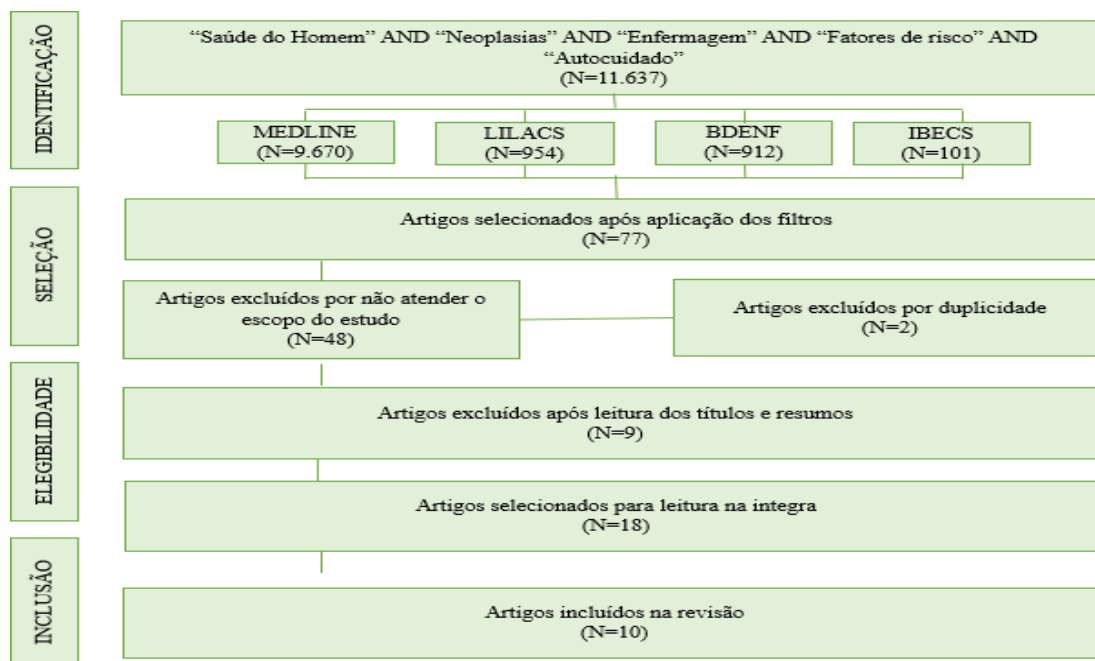 IDENTIFICAÇÃO
“Saúde do Homem” AND “Neoplasias” AND “Enfermagem” AND “Fatores de risco” AND
“Autocuidado”
(N=11.637)
MEDLINE
(N=9.670)
LILACS
(N=954)
BDENF
(N=912)
IBECS
(N=101)
SELEÇÃO
Artigos selecionados após aplicação dos filtros
(N=77)
Artigos excluídos por não atender o
escopo do estudo
(N=48)
Artigos excluídos por duplicidade
(N=2)
ELEGIBILIDADE
Artigos excluídos após leitura dos títulos e resumos
(N=9)
Artigos selecionados para leitura na integra
(N=18)
INCLUSÃO
Artigos incluídos na revisão
(N=10)